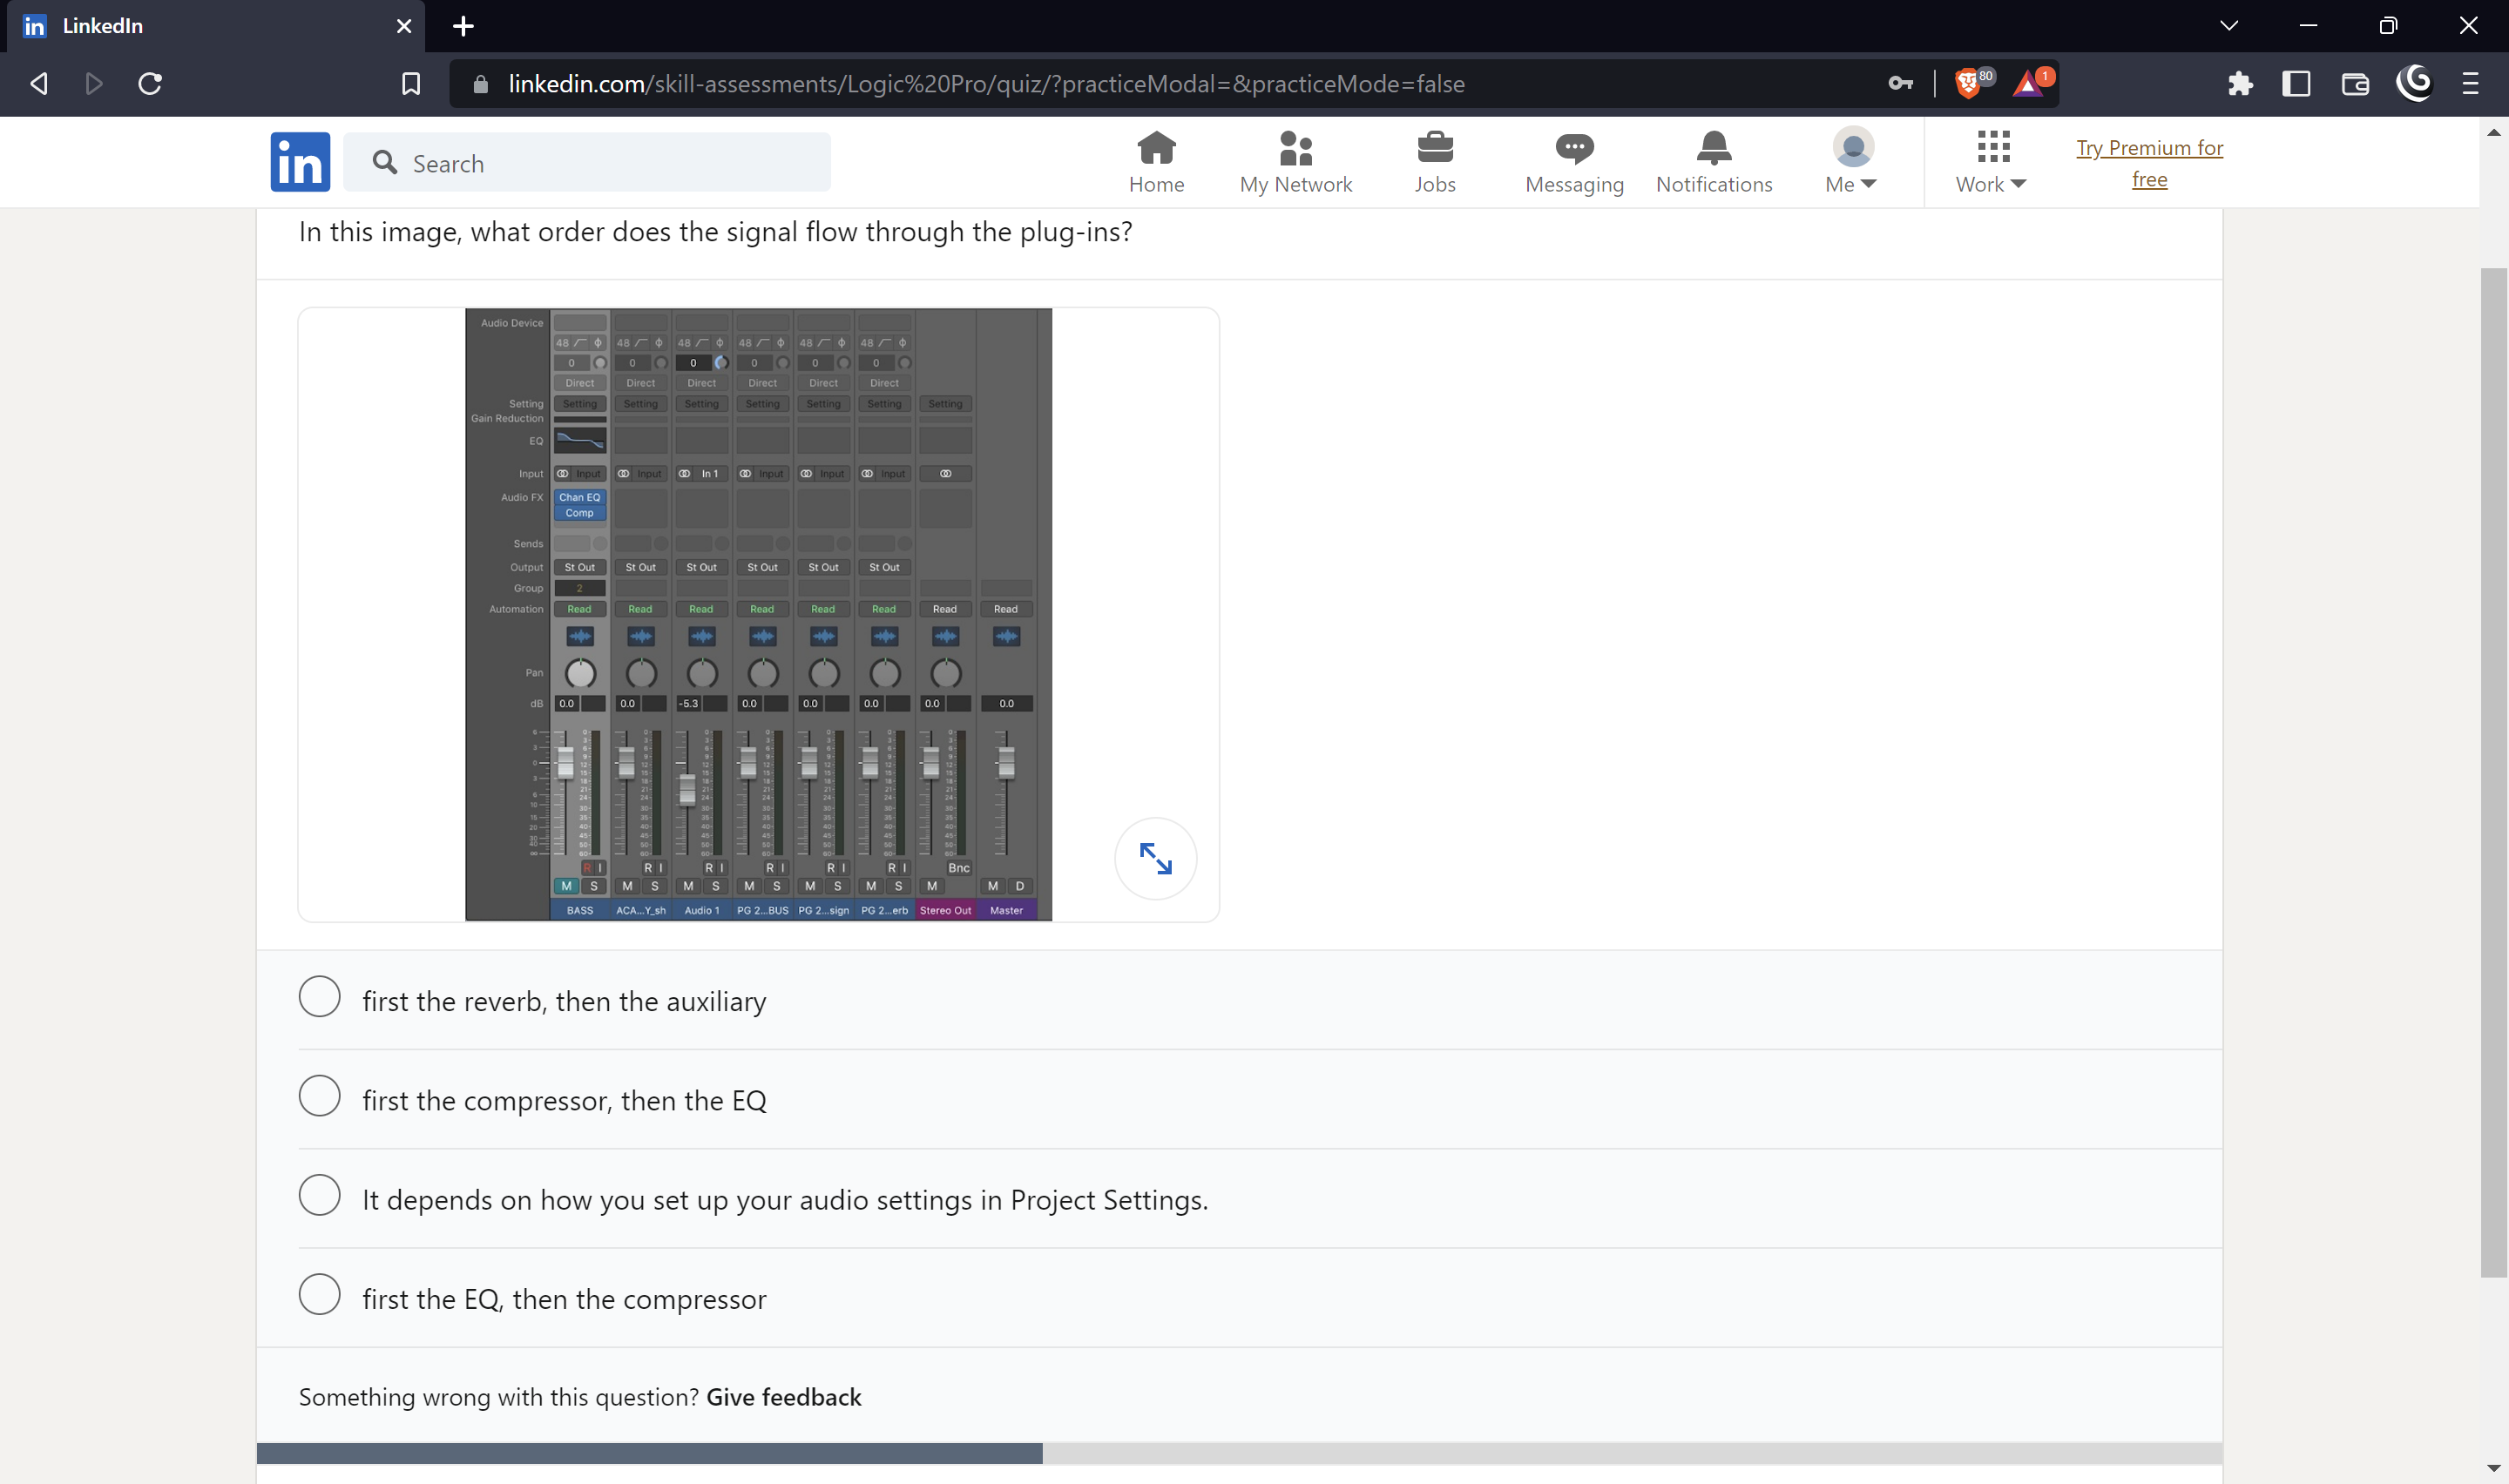 LinkedIn
linkedin.com/skill-assessments/Logic%20Pro/quiz/?practiceModal=&practiceMode=false
80
1
in
Search
Home
My Network
Jobs
Messaging
Notifications
Me
Work
Try Premium for
free
In this image, what order does the signal flow through the plug-ins?
Audio Device
48 48 48 48 48 48
0 0 0 0 0 0
Direct Direct Direct Direct Direct Direct
Setting Setting Setting Setting Setting Setting Setting Setting
Gain Reduction
EQ
Input Input Input In 1 Input Input Input
Audio FX Chan EQ
Comp
Sends
Output St Out St Out St Out St Out St Out St Out
Group 2
Automation Read Read Read Read Read Read Read Read
Pan
dB 0.0 0.0 -5.3 0.0 0.0 0.0 0.0 0.0
R I R I R I R I R I R I Bnc
M S M S M S M S M S M S M M D
BASS ACA...Y_sh Audio 1 PG 2...BUS PG 2...sign PG 2...erb Stereo Out Master
first the reverb, then the auxiliary
first the compressor, then the EQ
It depends on how you set up your audio settings in Project Settings.
first the EQ, then the compressor
Something wrong with this question? Give feedback